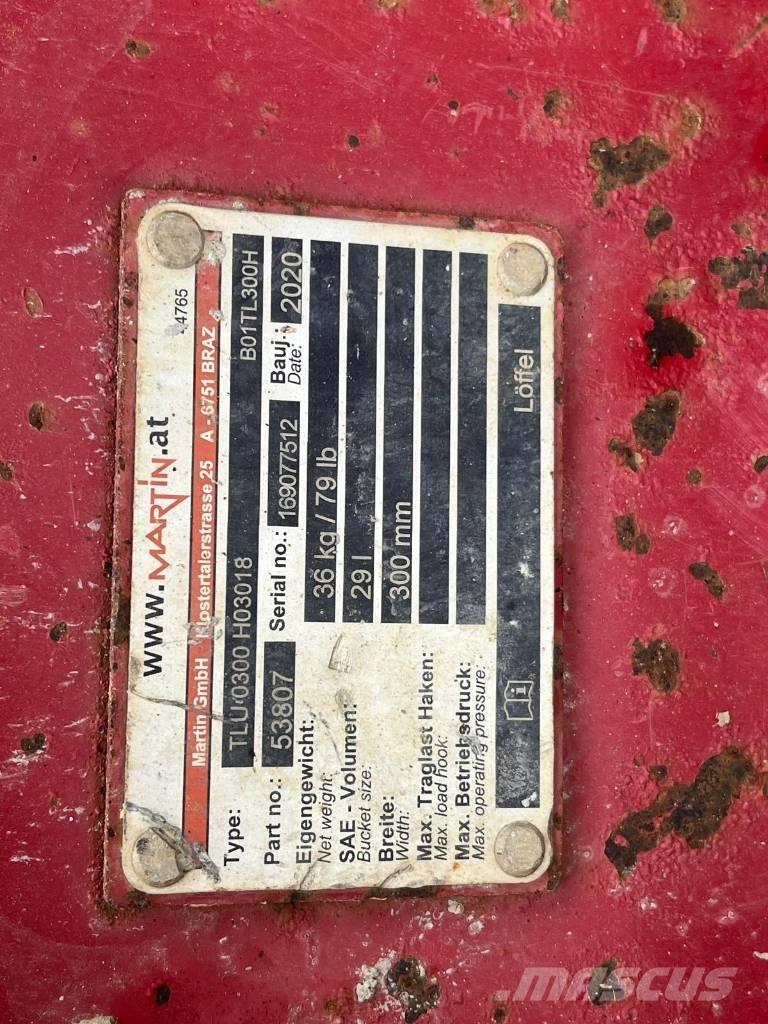 4765
www.MARTIN.at
Martin GmbH Klostertalerstrasse 25 A - 6751 BRAZ
Type: TLU 0300 H03018 B01TL300H
Part no.: 53807 Serial no.: 169077512 Bauj.: 2020
Date:
Eigengewicht: 36 kg / 79 lb
Net weight:
SAE - Volumen: 29 l
Bucket size:
Breite: 300 mm
Width:
Max. Traglast Haken:
Max. load hook:
Max. Betriebsdruck:
Max. operating pressure:
Löffel
MASCUS